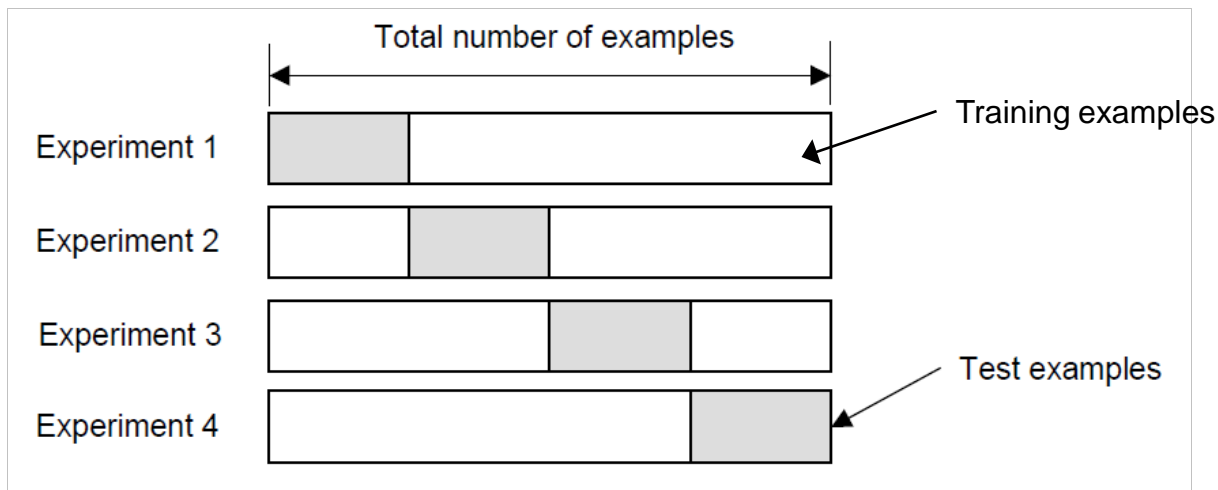 Total number of examples
Training examples
Experiment 1
Experiment 2
Experiment 3
Test examples
Experiment 4